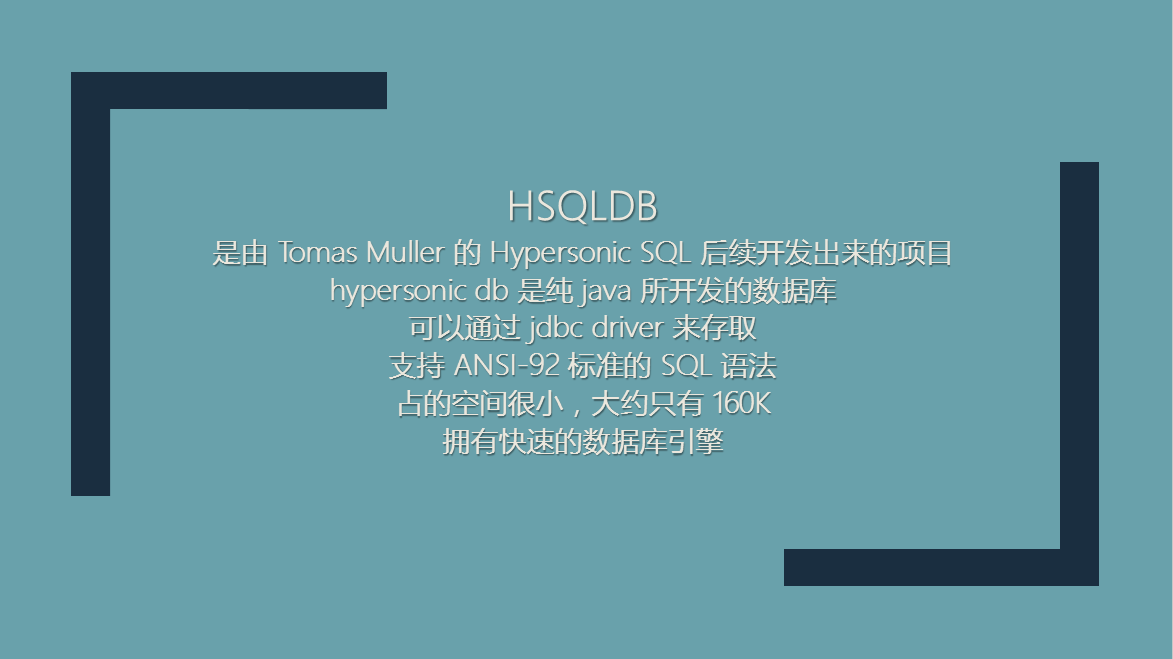 HSQLDB
是由 Tomas Muller 的 Hypersonic SQL 后续开发出来的项目
hypersonic db 是纯 java 所开发的数据库
可以通过 jdbc driver 来存取
支持 ANSI-92 标准的 SQL 语法
占的空间很小，大约只有 160K
拥有快速的数据库引擎